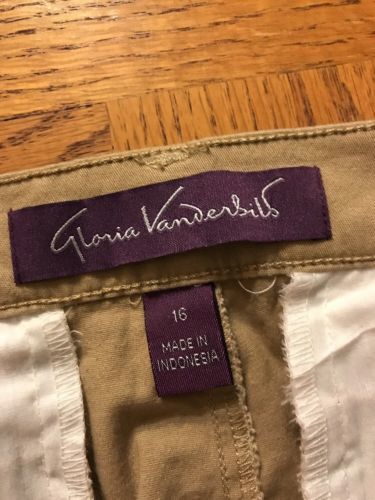 Gloria Vanderbilt
16
MADE IN
INDONESIA